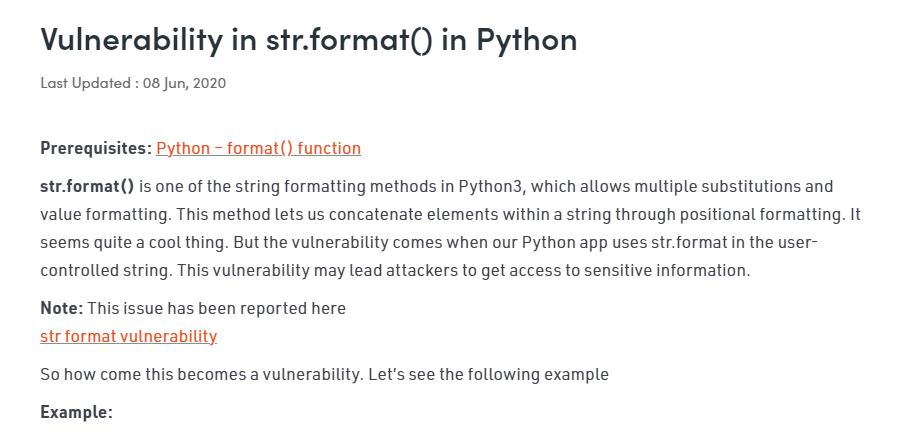 Vulnerability in str.format() in Python
Last Updated : 08 Jun, 2020
Prerequisites: Python – format() function
str.format() is one of the string formatting methods in Python3, which allows multiple substitutions and
value formatting. This method lets us concatenate elements within a string through positional formatting. It
seems quite a cool thing. But the vulnerability comes when our Python app uses str.format in the user-
controlled string. This vulnerability may lead attackers to get access to sensitive information.
Note: This issue has been reported here
str format vulnerability
So how come this becomes a vulnerability. Let’s see the following example
Example: